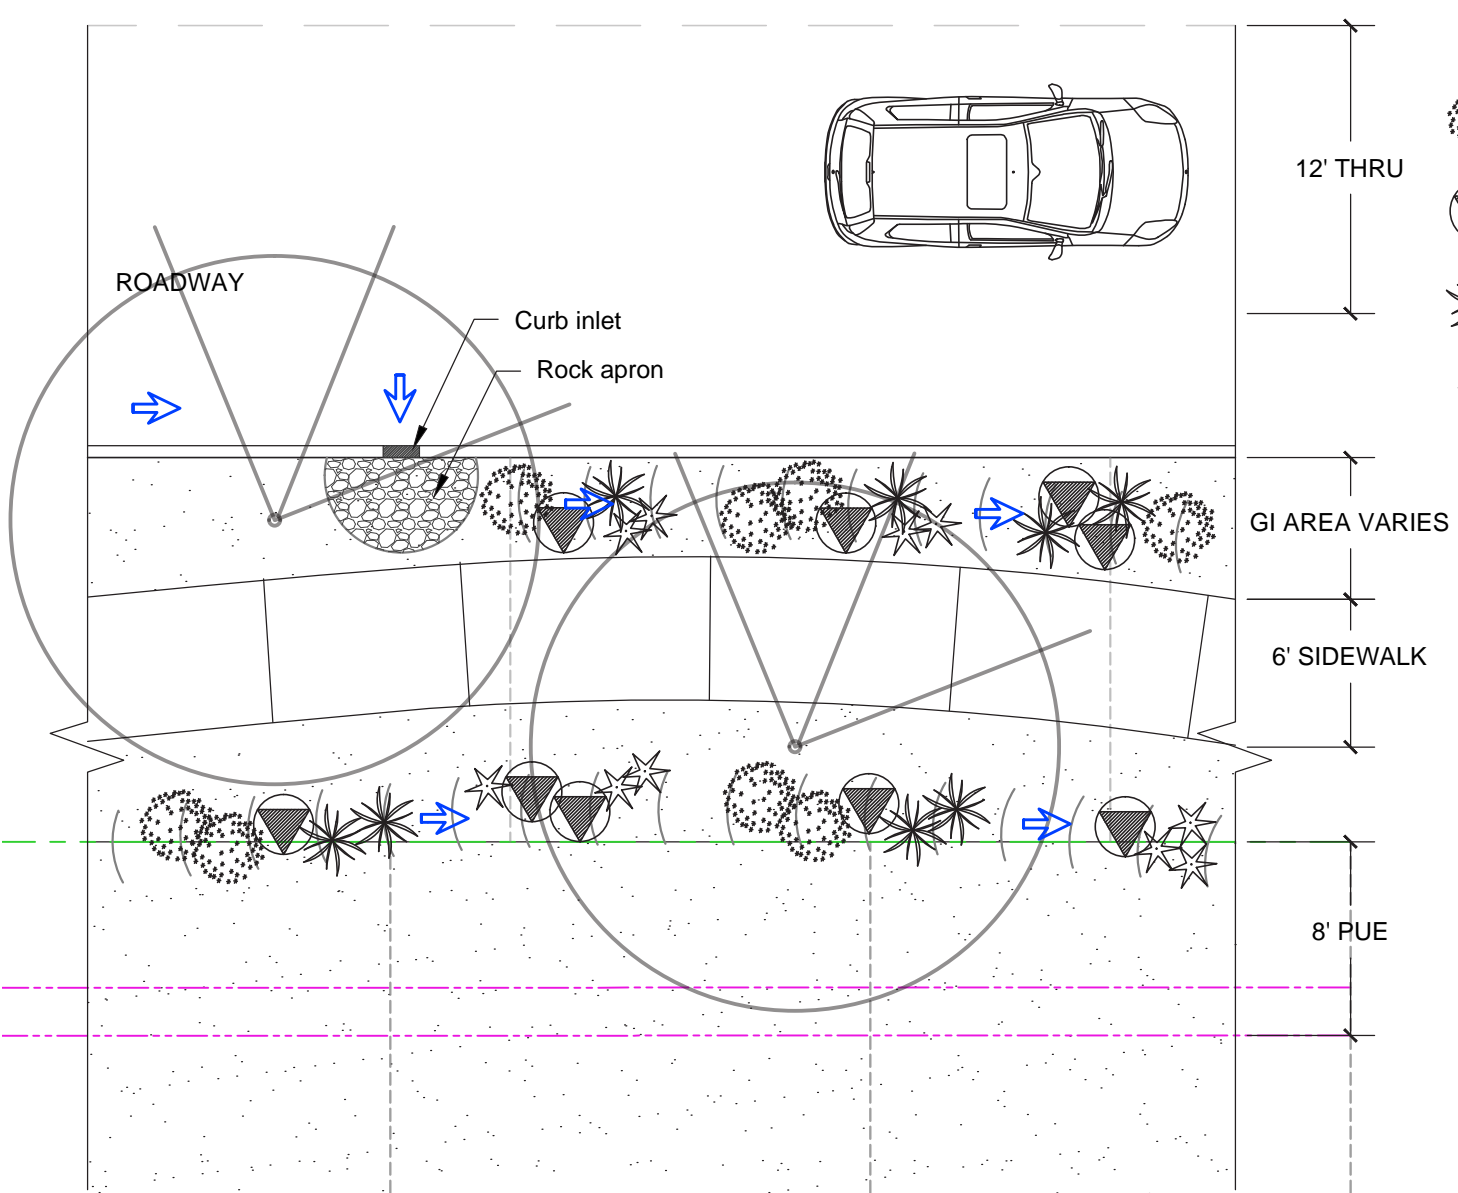 12' THRU
ROADWAY
Curb inlet
Rock apron
GI AREA VARIES
6' SIDEWALK
8' PUE